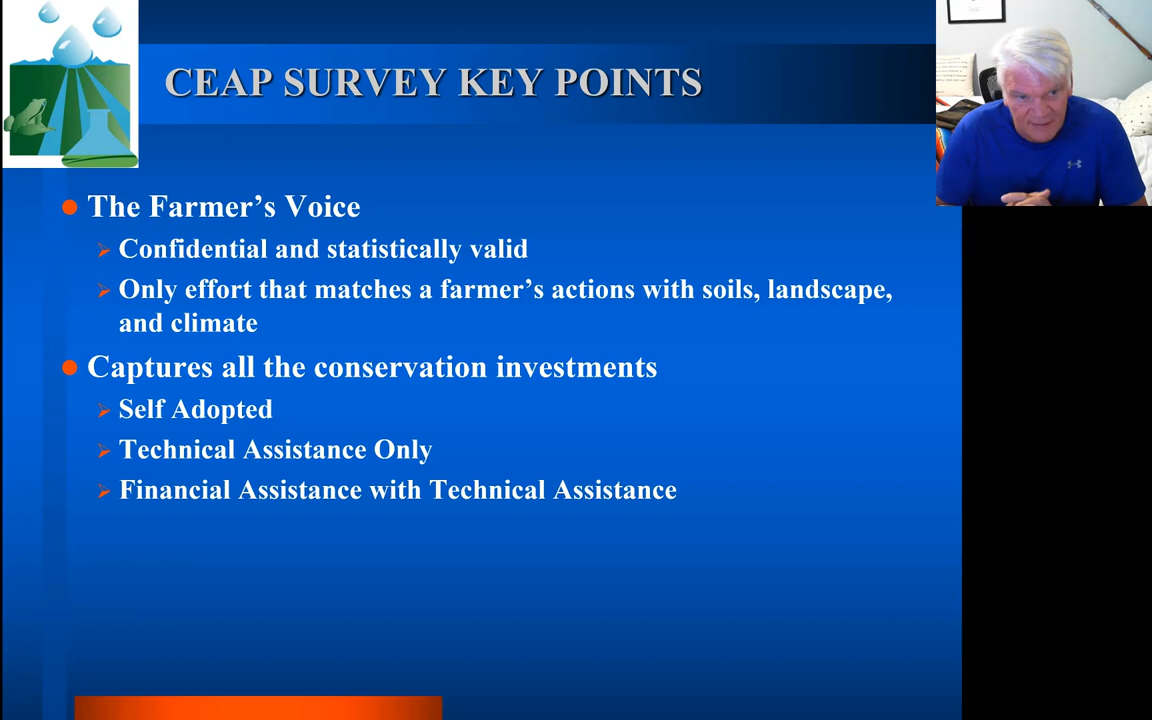 CEAP SURVEY KEY POINTS
The Farmer’s Voice
Confidential and statistically valid
Only effort that matches a farmer’s actions with soils, landscape,
and climate
Captures all the conservation investments
Self Adopted
Technical Assistance Only
Financial Assistance with Technical Assistance